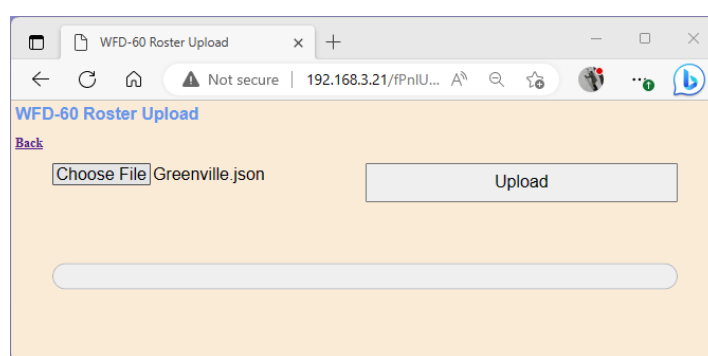 WFD-60 Roster Upload
Not secure | 192.168.3.21/fPnlU...
WFD-60 Roster Upload
Back
Choose File Greenville.json
Upload